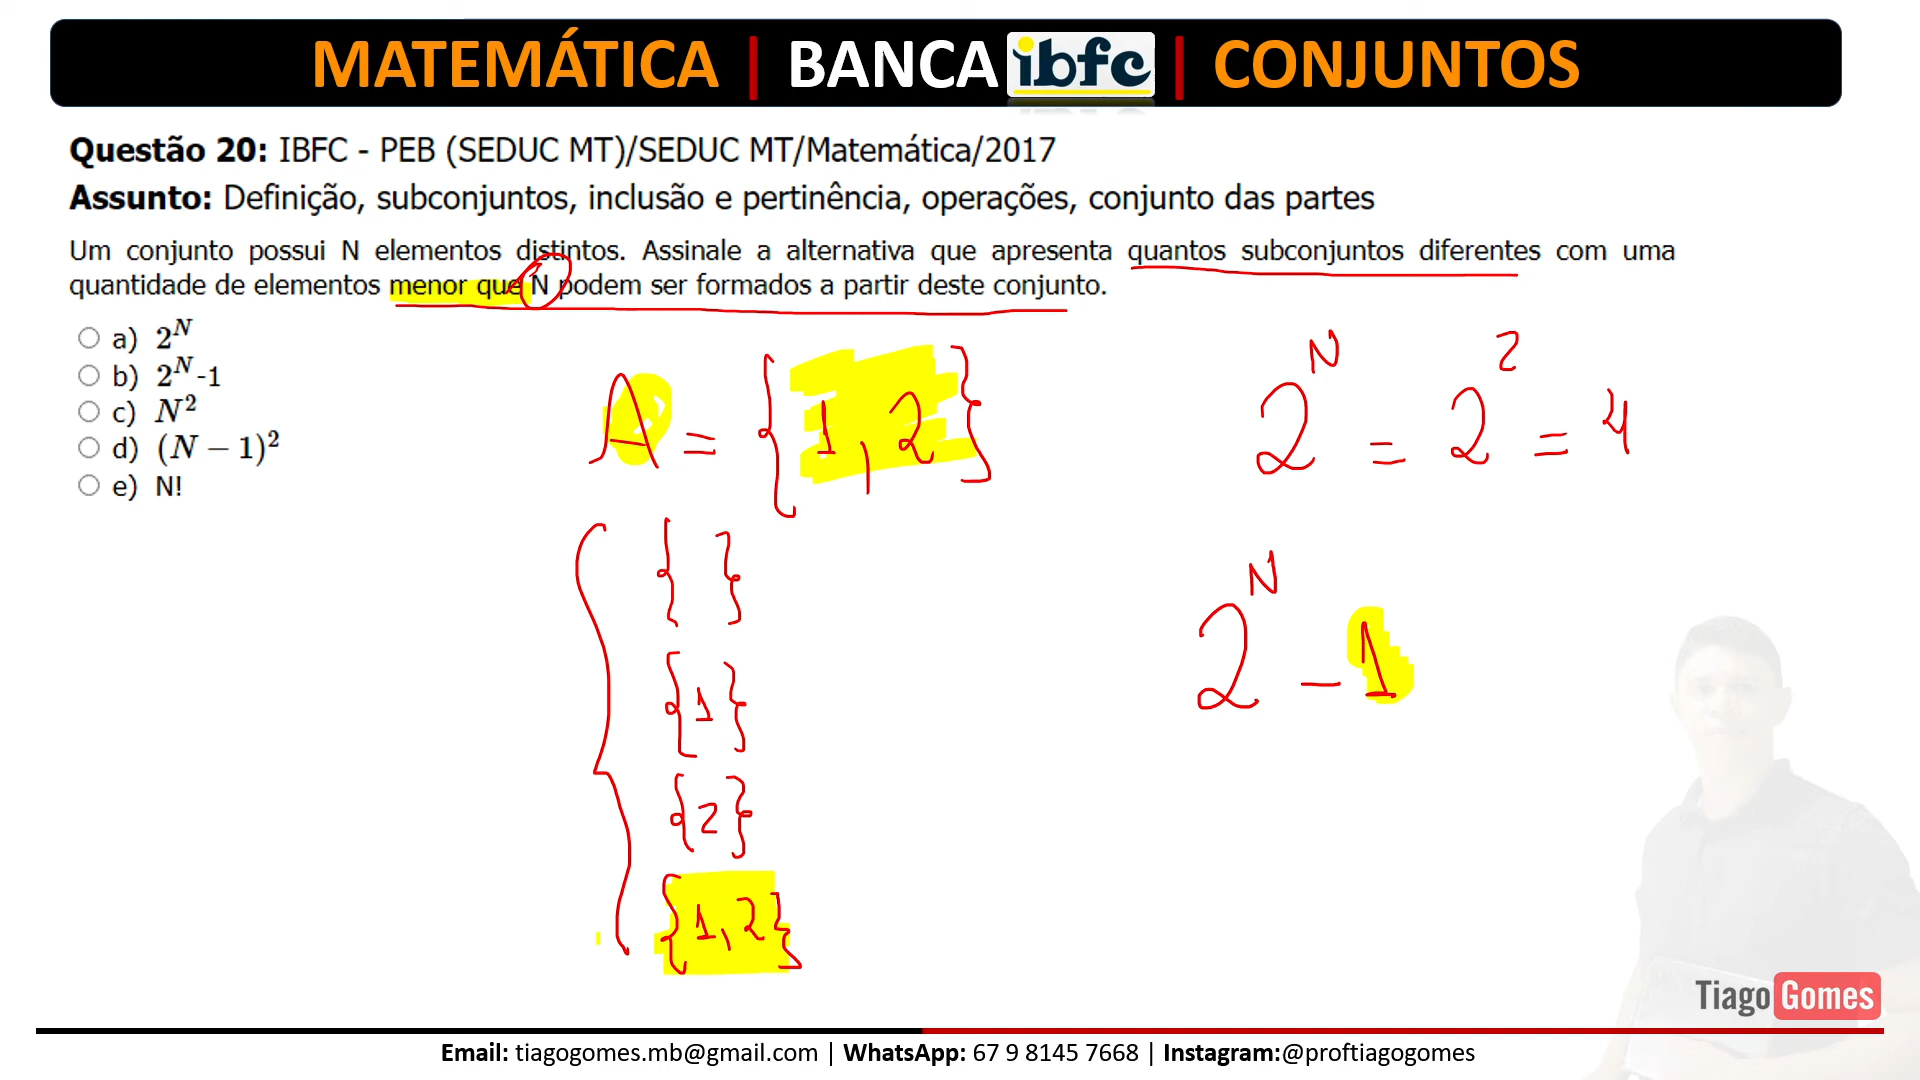 MATEMÁTICA | BANCA ibfc | CONJUNTOS
Questão 20: IBFC - PEB (SEDUC MT)/SEDUC MT/Matemática/2017
Assunto: Definição, subconjuntos, inclusão e pertinência, operações, conjunto das partes
Um conjunto possui N elementos distintos. Assinale a alternativa que apresenta quantos subconjuntos diferentes com uma
quantidade de elementos menor que N podem ser formados a partir deste conjunto.
a) 2^N
b) 2^N-1
c) N^2
d) (N − 1)^2
e) N!
A = {1, 2}
2^N = 2^2 = 4
{ }
2^N − 1
{1}
{2}
{1, 2}
Tiago Gomes
Email: tiagogomes.mb@gmail.com | WhatsApp: 67 9 8145 7668 | Instagram:@proftiagogomes